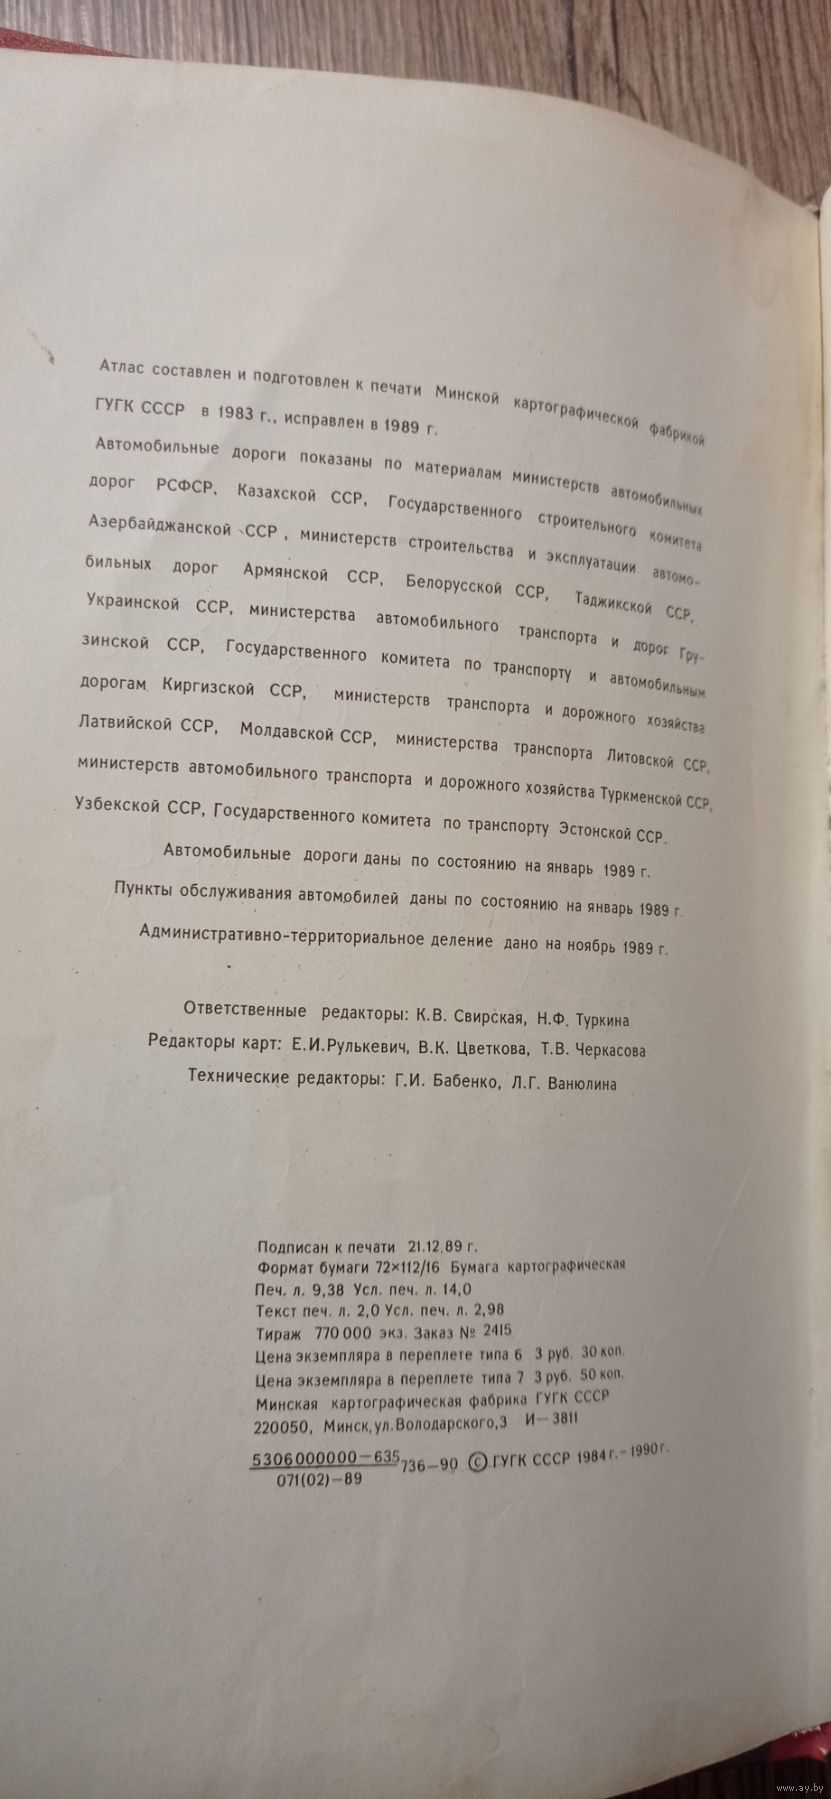 Атлас составлен и подготовлен к печати Минской картографической фабрикой
ГУГК СССР в 1983 г., исправлен в 1989 г.
Автомобильные дороги показаны по материалам министерств автомобильных
дорог РСФСР, Казахской ССР, Государственного строительного комитета
Азербайджанской ССР, министерств строительства и эксплуатации автомо-
бильных дорог Армянской ССР, Белорусской ССР, Таджикской ССР,
Украинской ССР, министерства автомобильного транспорта и дорог Гру-
зинской ССР, Государственного комитета по транспорту и автомобильным
дорогам Киргизской ССР, министерств транспорта и дорожного хозяйства
Латвийской ССР, Молдавской ССР, министерства транспорта Литовской ССР,
министерств автомобильного транспорта и дорожного хозяйства Туркменской ССР,
Узбекской ССР, Государственного комитета по транспорту Эстонской ССР.
Автомобильные дороги даны по состоянию на январь 1989 г.
Пункты обслуживания автомобилей даны по состоянию на январь 1989 г.
Административно-территориальное деление дано на ноябрь 1989 г.
Ответственные редакторы: К.В. Свирская, Н.Ф. Туркина
Редакторы карт: Е.И.Рулькевич, В.К. Цветкова, Т.В. Черкасова
Технические редакторы: Г.И. Бабенко, Л.Г. Ванюлина
Подписан к печати 21.12.89 г.
Формат бумаги 72×112/16 Бумага картографическая
Печ. л. 9,38 Усл. печ. л. 14,0
Текст печ. л. 2,0 Усл. печ. л. 2,98
Тираж 770 000 экз. Заказ № 2415
Цена экземпляра в переплете типа 6 3 руб. 30 коп.
Цена экземпляра в переплете типа 7 3 руб. 50 коп.
Минская картографическая фабрика ГУГК СССР
220050, Минск, ул.Володарского,3 И—3811
5306000000—635
071(02)—89
736—90 © ГУГК СССР 1984 г.-1990 г.
www.ay.by